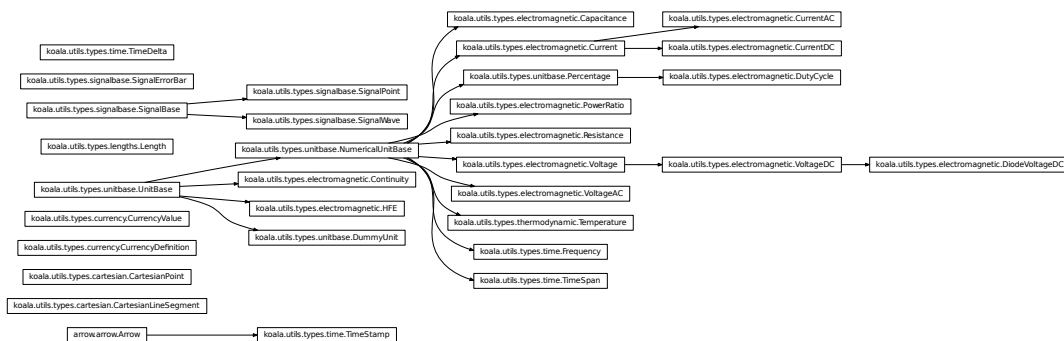 koala.utils.types.time.TimeDelta
koala.utils.types.signalbase.SignalErrorBar
koala.utils.types.signalbase.SignalBase
koala.utils.types.lengths.Length
koala.utils.types.unitbase.UnitBase
koala.utils.types.currency.CurrencyValue
koala.utils.types.currency.CurrencyDefinition
koala.utils.types.cartesian.CartesianPoint
koala.utils.types.cartesian.CartesianLineSegment
arrow.arrow.Arrow
koala.utils.types.signalbase.SignalPoint
koala.utils.types.signalbase.SignalWave
koala.utils.types.unitbase.NumericalUnitBase
koala.utils.types.electromagnetic.Continuity
koala.utils.types.electromagnetic.HFE
koala.utils.types.unitbase.DummyUnit
koala.utils.types.time.TimeStamp
koala.utils.types.electromagnetic.Capacitance
koala.utils.types.electromagnetic.Current
koala.utils.types.unitbase.Percentage
koala.utils.types.electromagnetic.PowerRatio
koala.utils.types.electromagnetic.Resistance
koala.utils.types.electromagnetic.Voltage
koala.utils.types.electromagnetic.VoltageAC
koala.utils.types.thermodynamic.Temperature
koala.utils.types.time.Frequency
koala.utils.types.time.TimeSpan
koala.utils.types.electromagnetic.CurrentAC
koala.utils.types.electromagnetic.CurrentDC
koala.utils.types.electromagnetic.DutyCycle
koala.utils.types.electromagnetic.VoltageDC
koala.utils.types.electromagnetic.DiodeVoltageDC